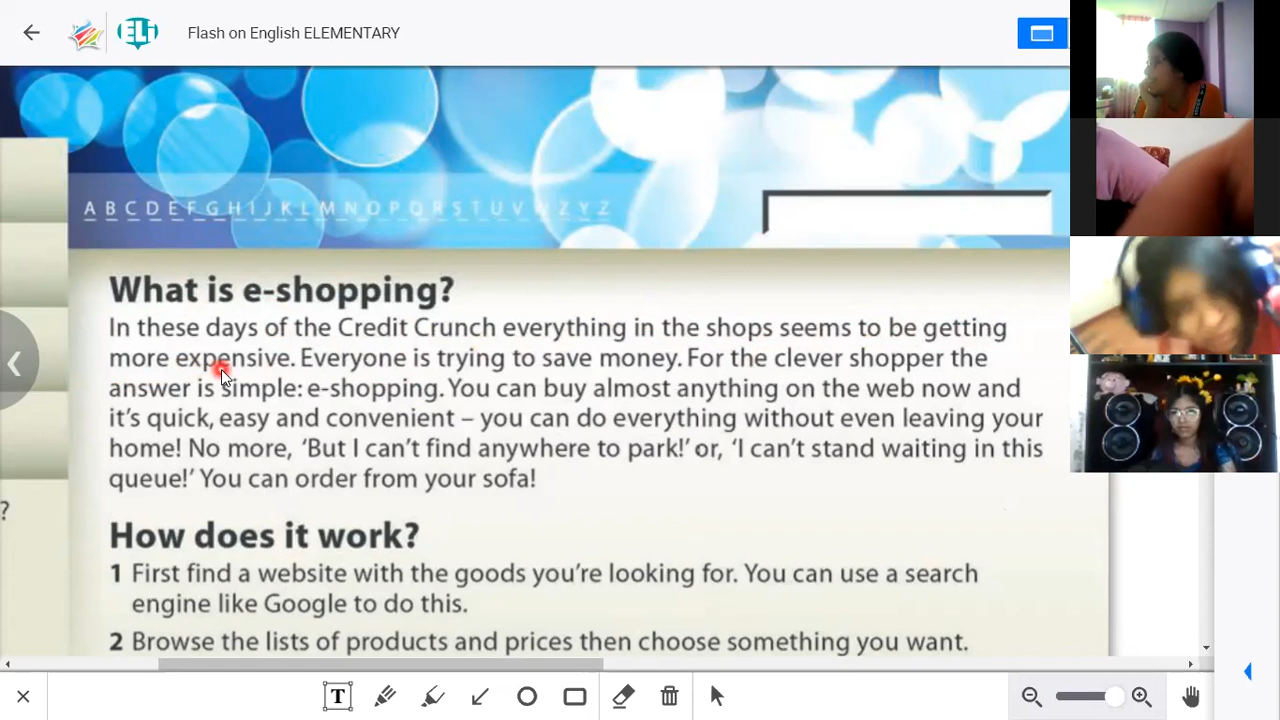 ELi Flash on English ELEMENTARY
A B C D E F G H I J K L M N O P Q R S T U V W Z Y Z
What is e-shopping?
In these days of the Credit Crunch everything in the shops seems to be getting
more expensive. Everyone is trying to save money. For the clever shopper the
answer is simple: e-shopping. You can buy almost anything on the web now and
it's quick, easy and convenient – you can do everything without even leaving your
home! No more, 'But I can't find anywhere to park!' or, 'I can't stand waiting in this
queue!' You can order from your sofa!
?
How does it work?
1 First find a website with the goods you're looking for. You can use a search
engine like Google to do this.
2 Browse the lists of products and prices then choose something you want.
T